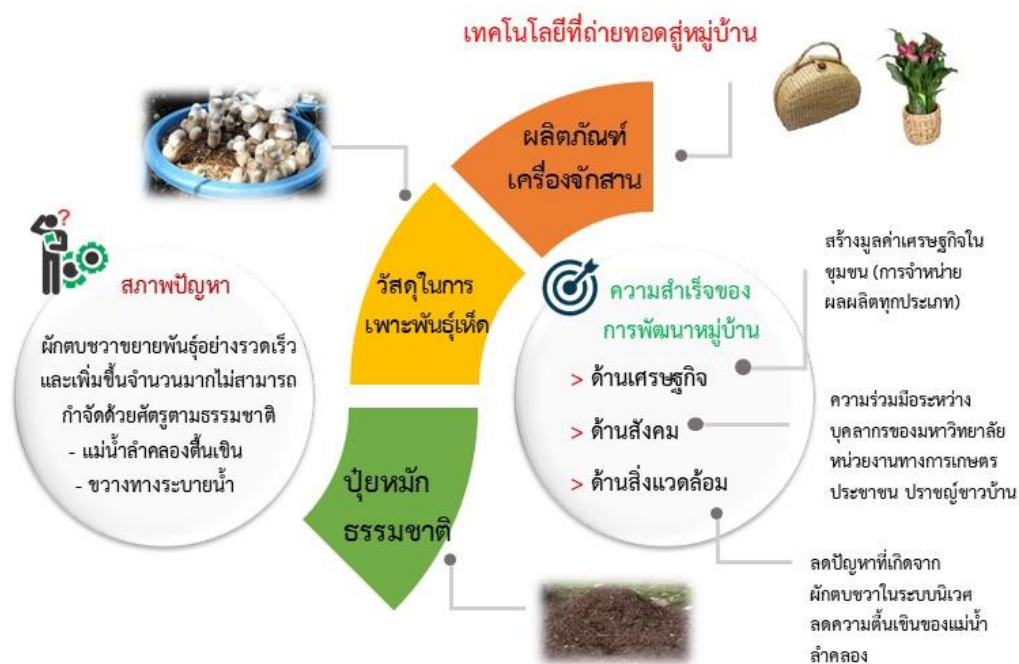 เทคโนโลยีที่ถ่ายทอดสู่หมู่บ้าน
ผลิตภัณฑ์
เครื่องจักสาน
วัสดุในการ
เพาะพันธุ์เห็ด
ปุ๋ยหมัก
ธรรมชาติ
?
สภาพปัญหา
ผักตบชวาขยายพันธุ์อย่างรวดเร็ว
และเพิ่มขึ้นจำนวนมากไม่สามารถ
กำจัดด้วยศัตรูตามธรรมชาติ
- แม่น้ำลำคลองตื้นเขิน
- ขวางทางระบายน้ำ
ความสำเร็จของ
การพัฒนาหมู่บ้าน
> ด้านเศรษฐกิจ
> ด้านสังคม
> ด้านสิ่งแวดล้อม
สร้างมูลค่าเศรษฐกิจใน
ชุมชน (การจำหน่าย
ผลผลิตทุกประเภท)
ความร่วมมือระหว่าง
บุคลากรของมหาวิทยาลัย
หน่วยงานทางการเกษตร
ประชาชน ปราชญ์ชาวบ้าน
ลดปัญหาที่เกิดจาก
ผักตบชวาในระบบนิเวศ
ลดความตื้นเขินของแม่น้ำ
ลำคลอง